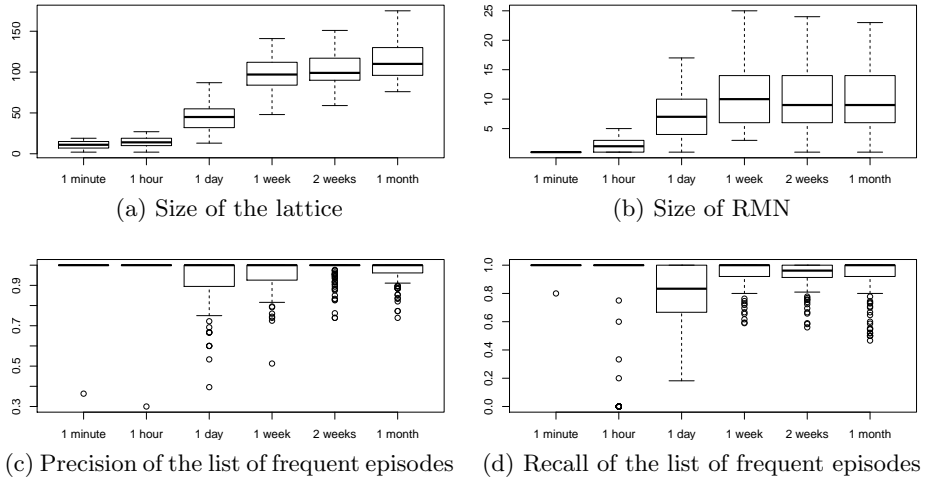 0 50 100 150
1 minute 1 hour 1 day 1 week 2 weeks 1 month
(a) Size of the lattice
5 10 15 20 25
1 minute 1 hour 1 day 1 week 2 weeks 1 month
(b) Size of RMN
0.3 0.5 0.7 0.9
1 minute 1 hour 1 day 1 week 2 weeks 1 month
(c) Precision of the list of frequent episodes
0.0 0.2 0.4 0.6 0.8 1.0
1 minute 1 hour 1 day 1 week 2 weeks 1 month
(d) Recall of the list of frequent episodes